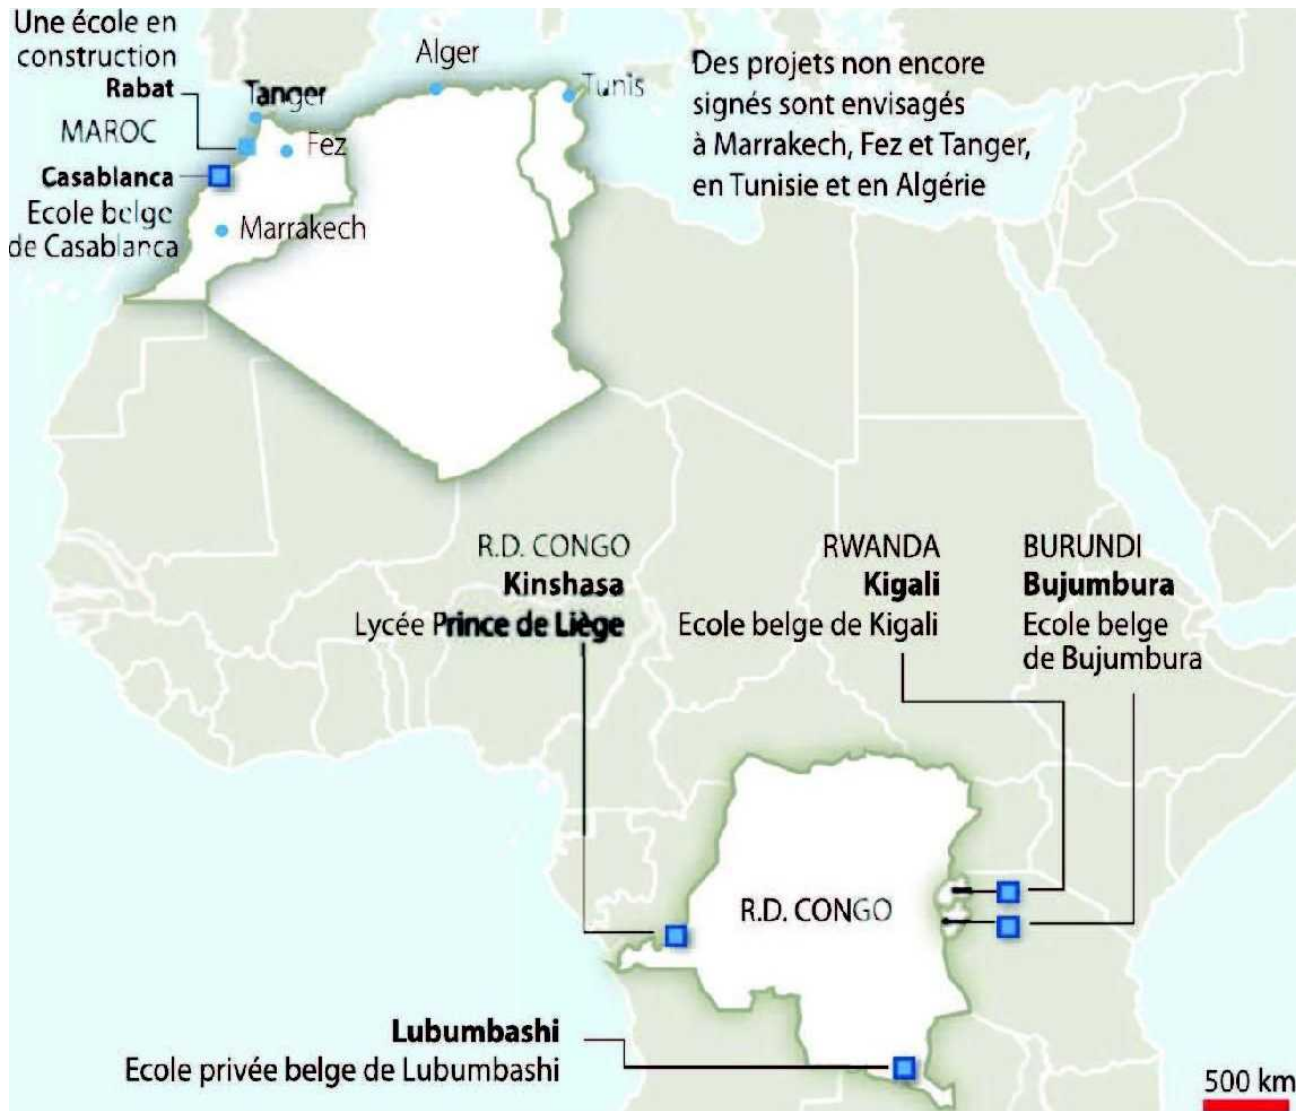 Une école en
construction
Rabat
MAROC
Casablanca
Ecole belge
de Casablanca
Tanger
Fez
Marrakech
Alger
Tunis
Des projets non encore
signés sont envisagés
à Marrakech, Fez et Tanger,
en Tunisie et en Algérie
R.D. CONGO
Kinshasa
Lycée Prince de Liège
RWANDA
Kigali
Ecole belge de Kigali
BURUNDI
Bujumbura
Ecole belge
de Bujumbura
R.D. CONGO
Lubumbashi
Ecole privée belge de Lubumbashi
500 km